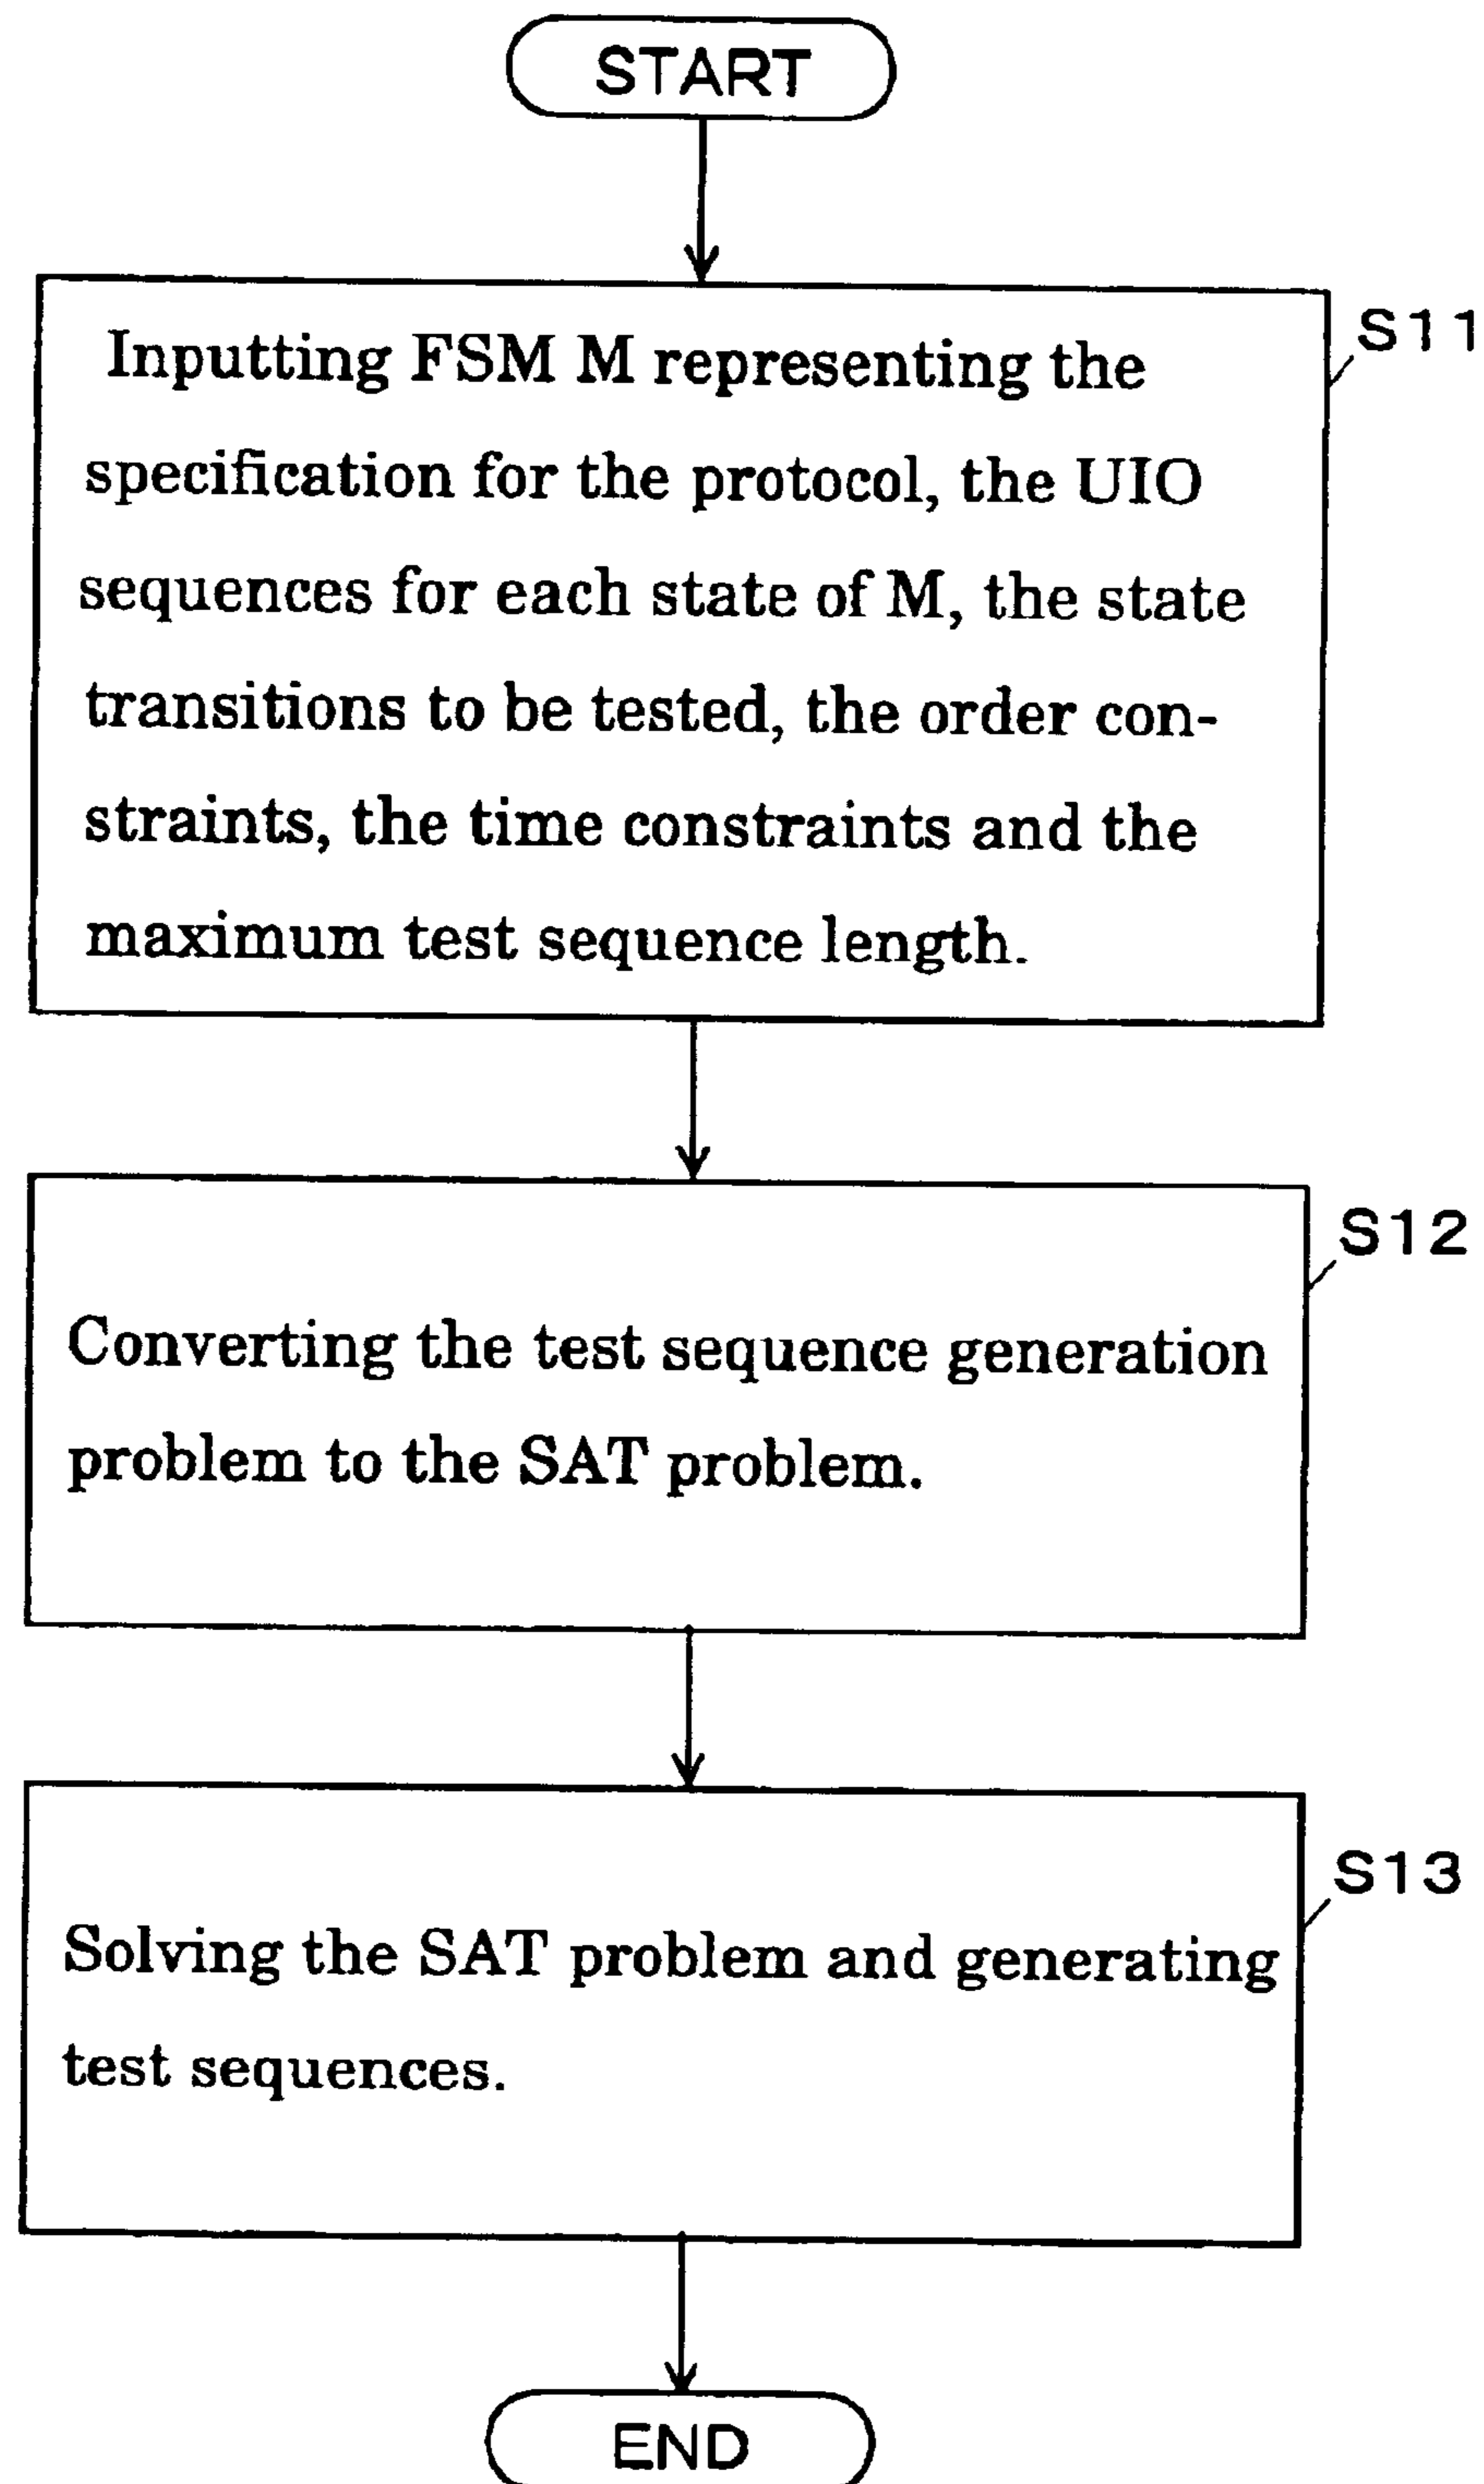 START
S11
Inputting FSM M representing the
specification for the protocol, the UIO
sequences for each state of M, the state
transitions to be tested, the order con-
straints, the time constraints and the
maximum test sequence length.
S12
Converting the test sequence generation
problem to the SAT problem.
S13
Solving the SAT problem and generating
test sequences.
END